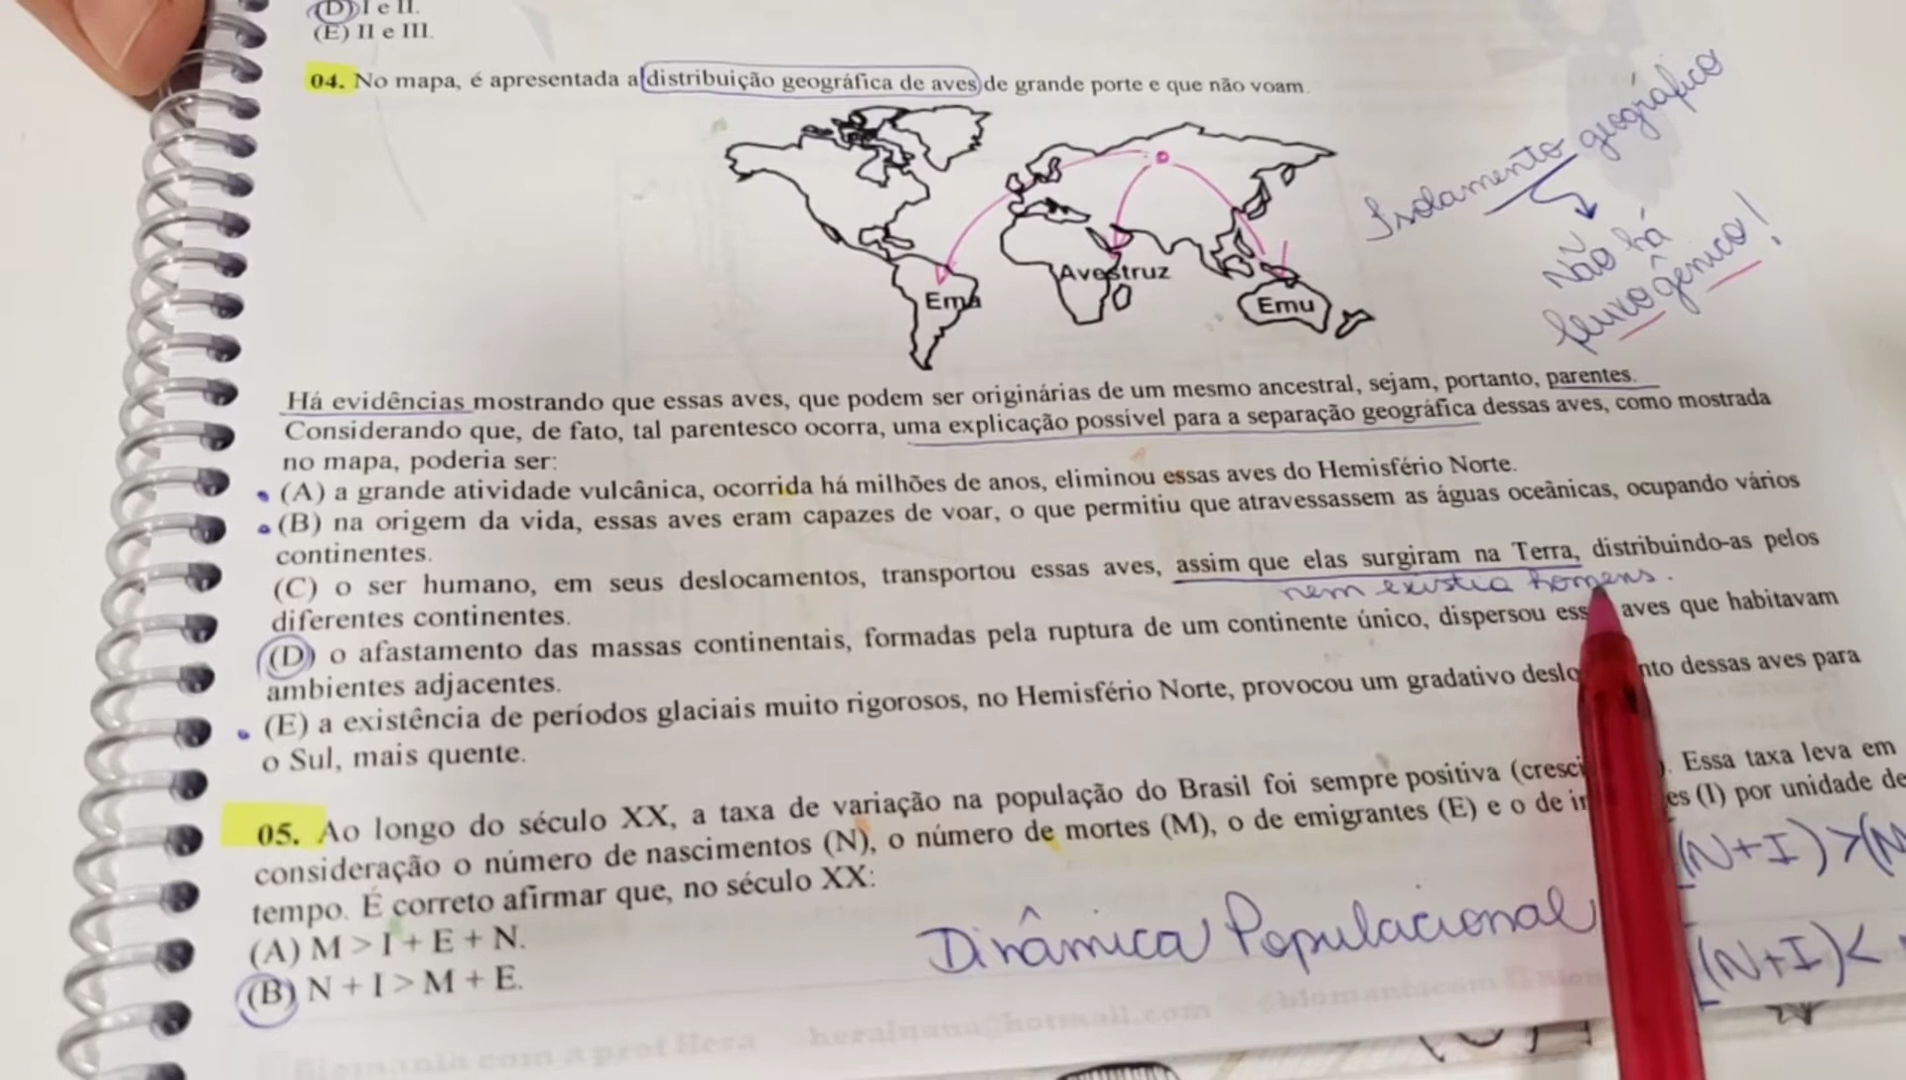 (D) I e II.
(E) II e III.
04. No mapa, é apresentada a distribuição geográfica de aves de grande porte e que não voam.
Isolamento geográfico
Não há
fluxo gênico!
Avestruz
Ema
Emu
Há evidências mostrando que essas aves, que podem ser originárias de um mesmo ancestral, sejam, portanto, parentes.
Considerando que, de fato, tal parentesco ocorra, uma explicação possível para a separação geográfica dessas aves, como mostrada
no mapa, poderia ser:
(A) a grande atividade vulcânica, ocorrida há milhões de anos, eliminou essas aves do Hemisfério Norte.
(B) na origem da vida, essas aves eram capazes de voar, o que permitiu que atravessassem as águas oceânicas, ocupando vários
continentes.
(C) o ser humano, em seus deslocamentos, transportou essas aves, assim que elas surgiram na Terra, distribuindo-as pelos
nem existia homens.
diferentes continentes.
(D) o afastamento das massas continentais, formadas pela ruptura de um continente único, dispersou ess aves que habitavam
ambientes adjacentes.
(E) a existência de períodos glaciais muito rigorosos, no Hemisfério Norte, provocou um gradativo deslo nto dessas aves para
o Sul, mais quente.
05. Ao longo do século XX, a taxa de variação na população do Brasil foi sempre positiva (cresci ). Essa taxa leva em
consideração o número de nascimentos (N), o número de mortes (M), o de emigrantes (E) e o de i es (I) por unidade de
tempo. É correto afirmar que, no século XX:
(A) M > I + E + N.
(B) N + I > M + E.
Dinâmica Populacional
(N+I)>(M
(N+I)<
Biomania com a prof Hera